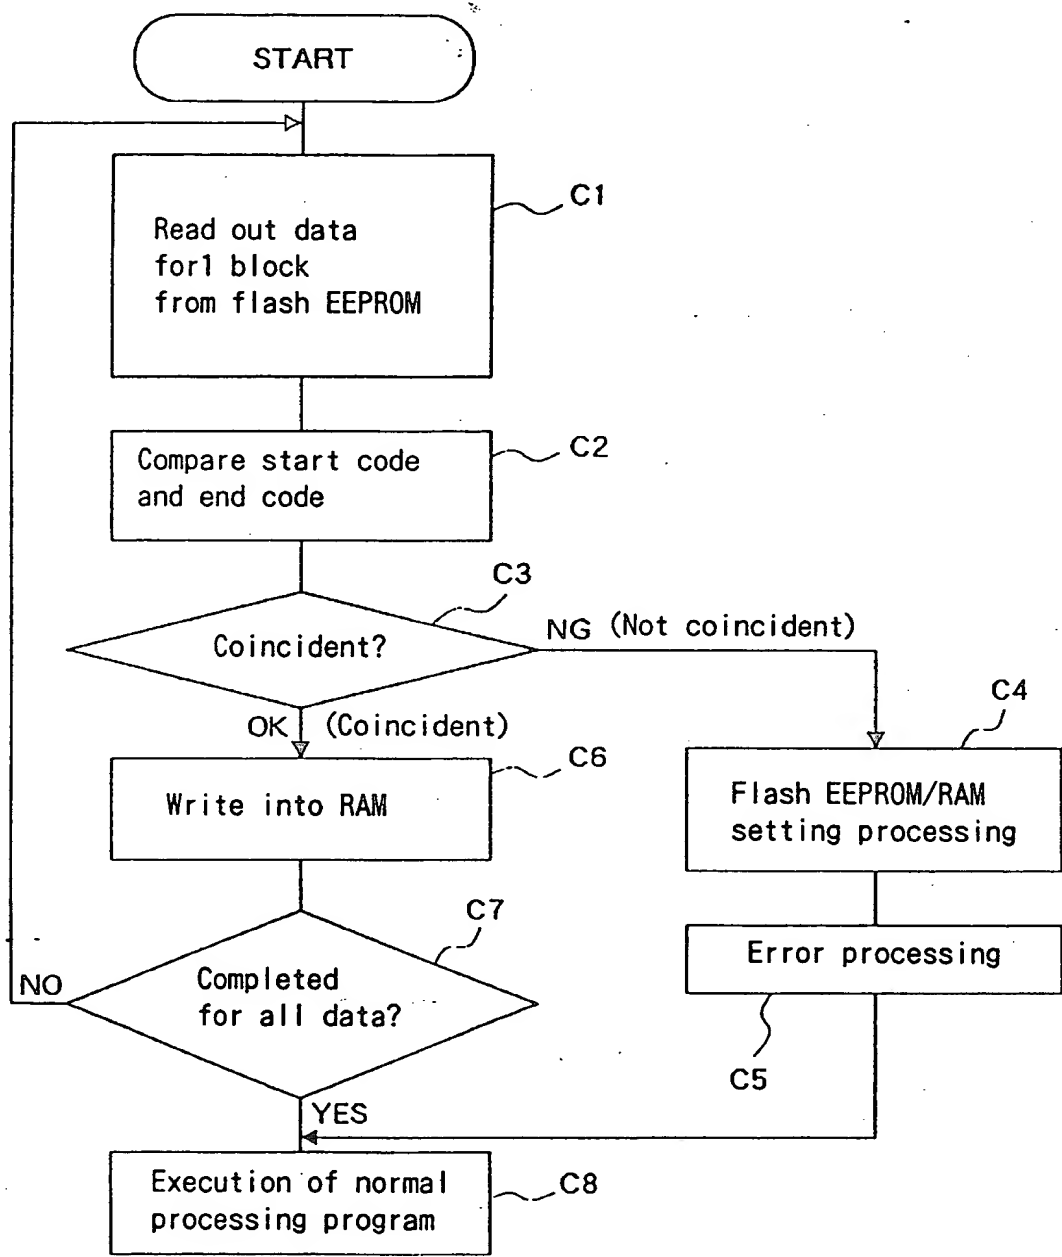 START
C1
Read out data
for1 block
from flash EEPROM
C2
Compare start code
and end code
C3
Coincident?
NG (Not coincident)
OK (Coincident)
C4
C6
Write into RAM
Flash EEPROM/RAM
setting processing
C7
Error processing
NO
Completed
for all data?
C5
YES
Execution of normal
processing program
C8